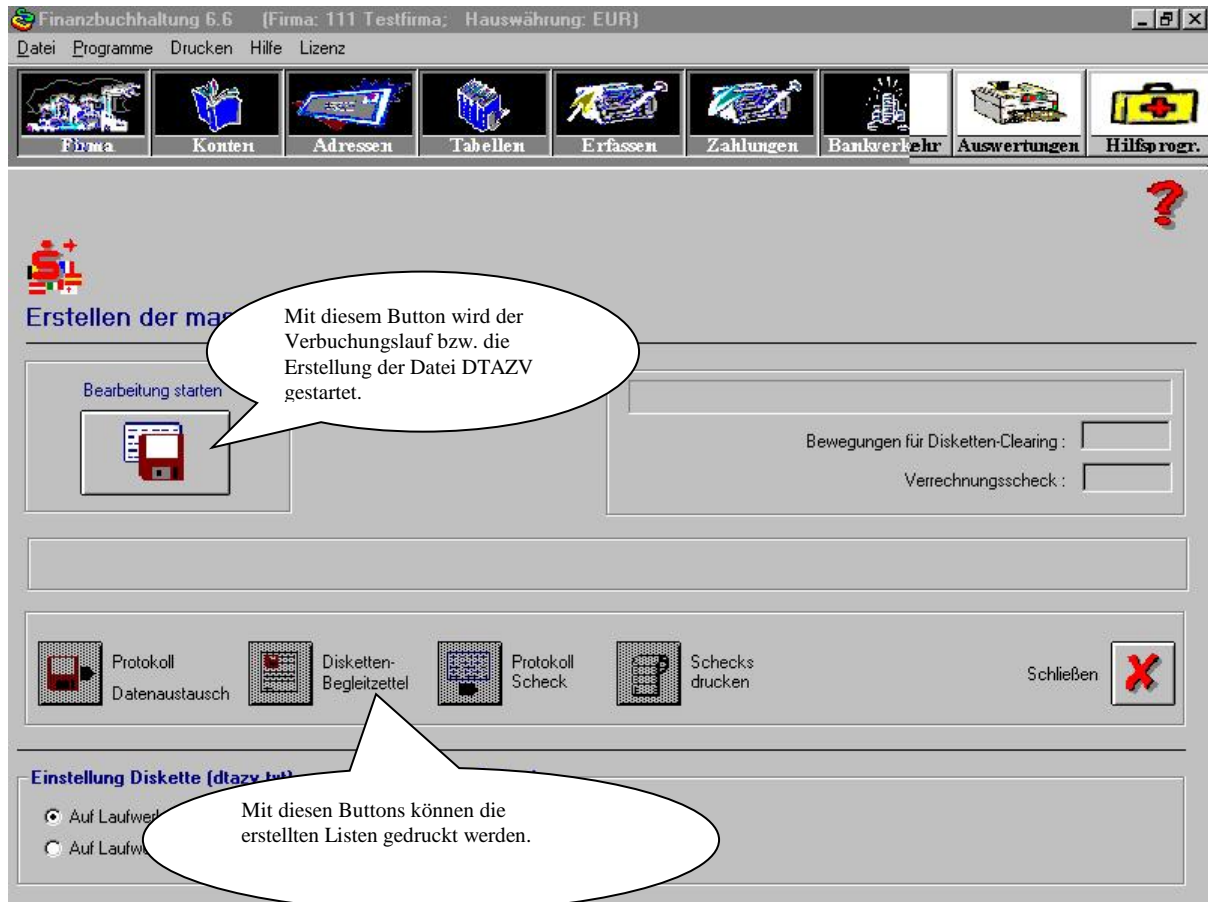 Finanzbuchhaltung 6.6 (Firma: 111 Testfirma; Hauswährung: EUR)
Datei Programme Drucken Hilfe Lizenz
Firma Konten Adressen Tabellen Erfassen Zahlungen Bankverkehr Auswertungen Hilfsprogr.
Erstellen der
Mit diesem Button wird der
Verbuchungslauf bzw. die
Erstellung der Datei DTAZV
gestartet.
Bearbeitung starten
Bewegungen für Disketten-Clearing :
Verrechnungsscheck :
Protokoll
Datenaustausch
Disketten-
Begleitzettel
Protokoll
Scheck
Schecks
drucken
Schließen
Einstellung Diskette (dtazv.txt)
Auf
Auf
Mit diesen Buttons können die
erstellten Listen gedruckt werden.